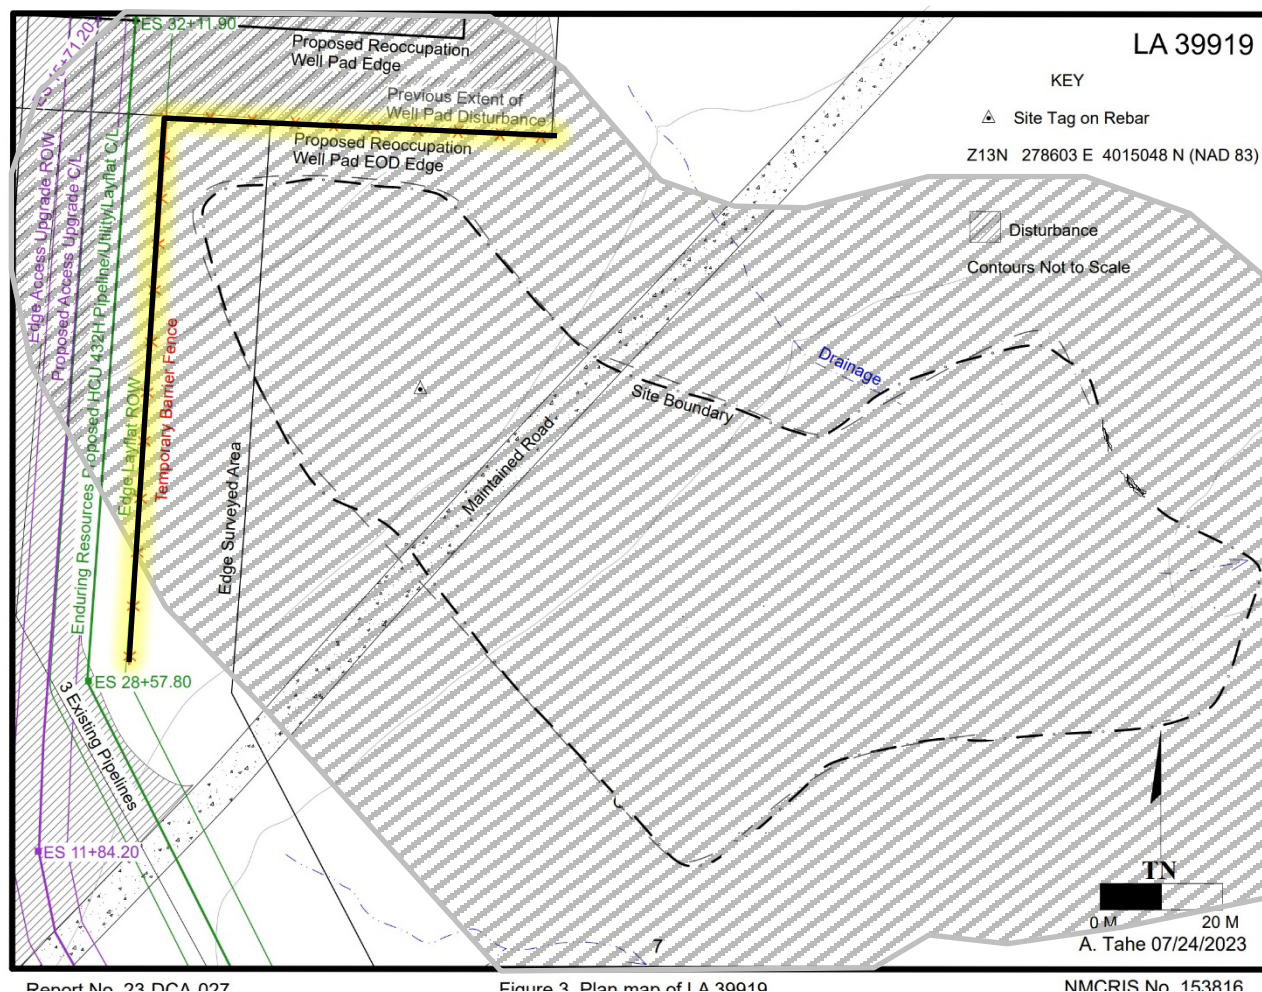 LA 39919
KEY
Site Tag on Rebar
Z13N 278603 E 4015048 N (NAD 83)
Disturbance
Contours Not to Scale
ES 32+11.90
Proposed Reoccupation
Well Pad Edge
Previous Extent of
Well Pad Disturbance
Proposed Reoccupation
Well Pad EOD Edge
Edge Access Upgrade ROW
Proposed Access Upgrade C/L
Enduring Resources Proposed HCU 432H Pipeline/Utility/Layflat C/L
Edge Layflat ROW
Temporary Barrier Fence
Edge Surveyed Area
Maintained Road
Site Boundary
Drainage
ES 28+57.80
3 Existing Pipelines
ES 11+84.20
TN
0 M 20 M
A. Tahe 07/24/2023
7
Report No. 23-DCA-027
Figure 3. Plan map of LA 39919
NMCRIS No. 153816